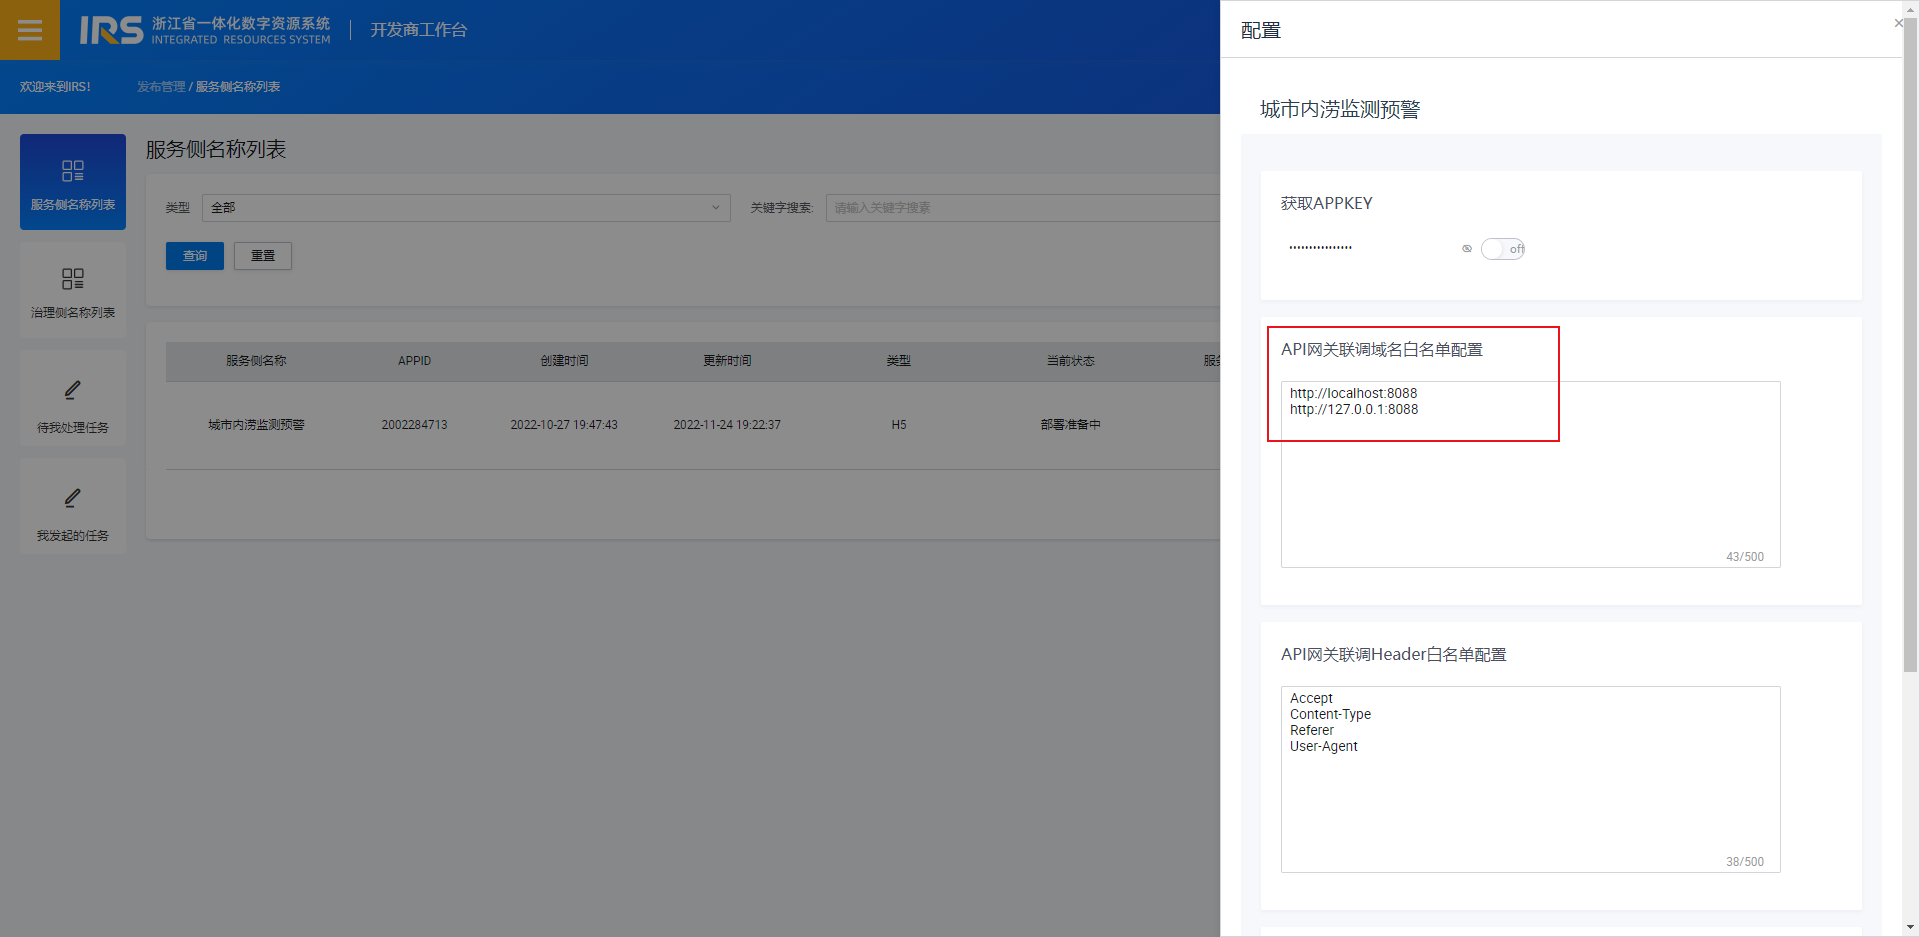 IRS 浙江省一体化数字资源系统
INTEGRATED RESOURCES SYSTEM
开发商工作台
欢迎来到IRS!
发布管理 / 服务侧名称列表
服务侧名称列表
治理侧名称列表
待我处理任务
我发起的任务
服务侧名称列表
类型 全部
关键字搜索: 请输入关键字搜素
查询 重置
服务侧名称 APPID 创建时间 更新时间 类型 当前状态 服务
城市内涝监测预警 2002284713 2022-10-27 19:47:43 2022-11-24 19:22:37 H5 部署准备中
配置
城市内涝监测预警
获取APPKEY
off
API网关联调域名白名单配置
http://localhost:8088
http://127.0.0.1:8088
43/500
API网关联调Header白名单配置
Accept
Content-Type
Referer
User-Agent
38/500